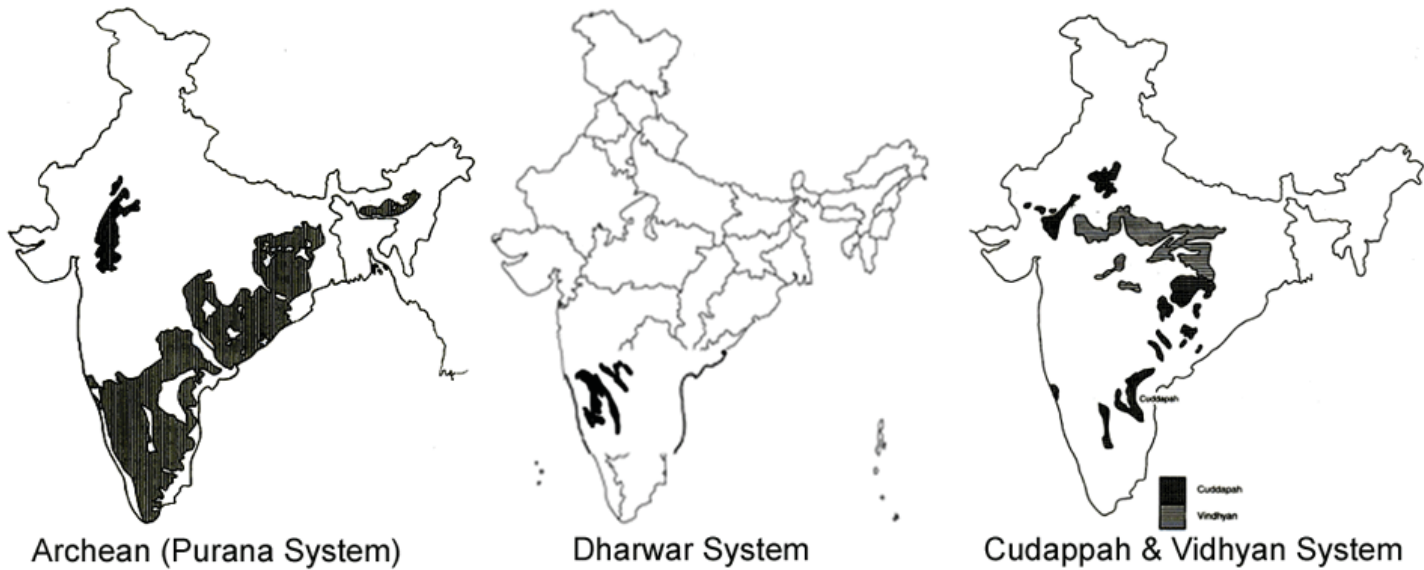 Cuddapah
Cuddapah
Vindhyan
Archean (Purana System)
Dharwar System
Cudappah & Vidhyan System